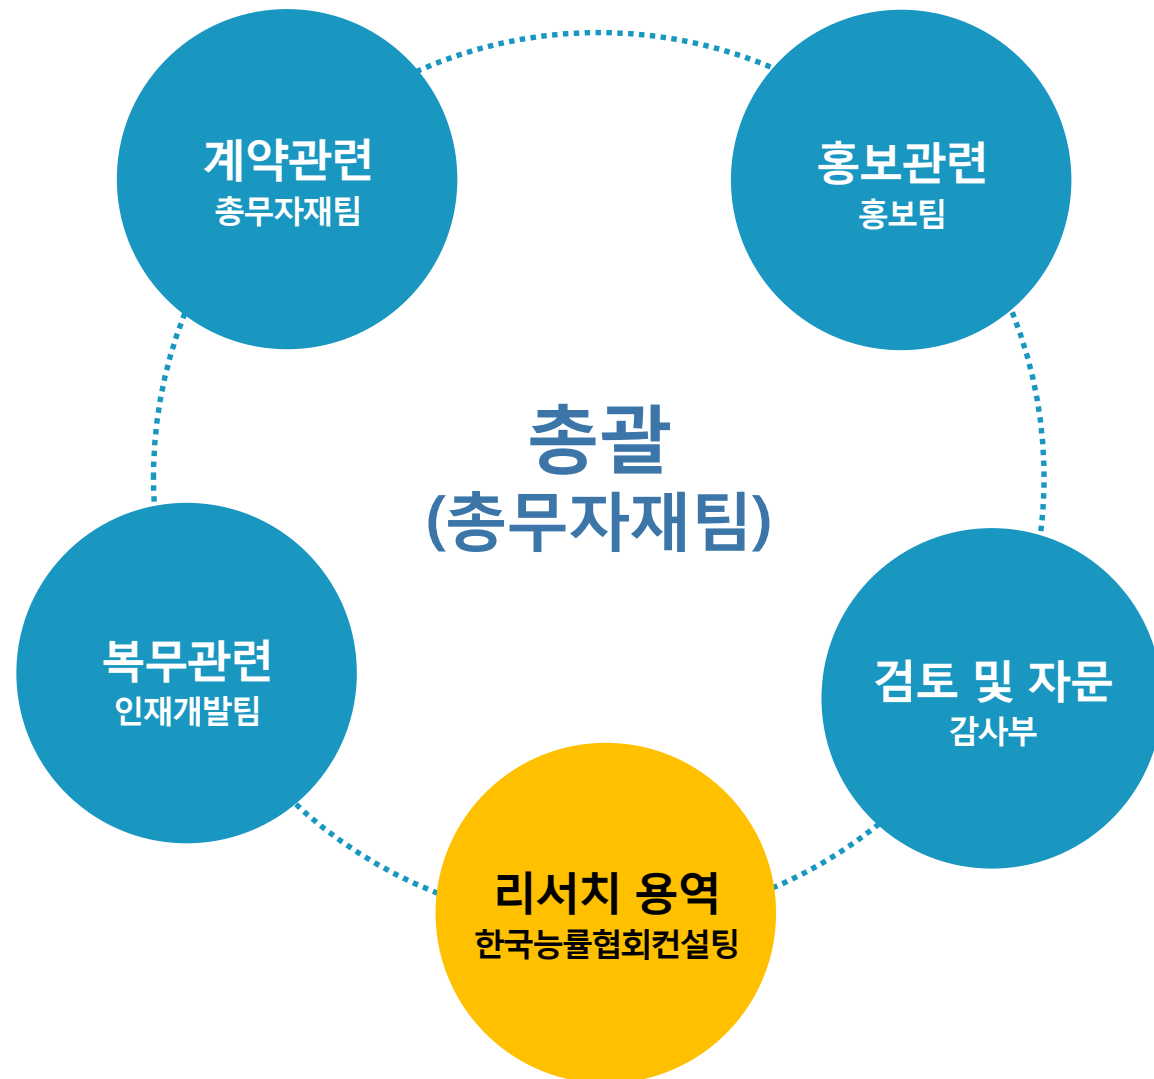 계약관련
총무자재팀
홍보관련
홍보팀
총괄
(총무자재팀)
복무관련
인재개발팀
검토 및 자문
감사부
리서치 용역
한국능률협회컨설팅